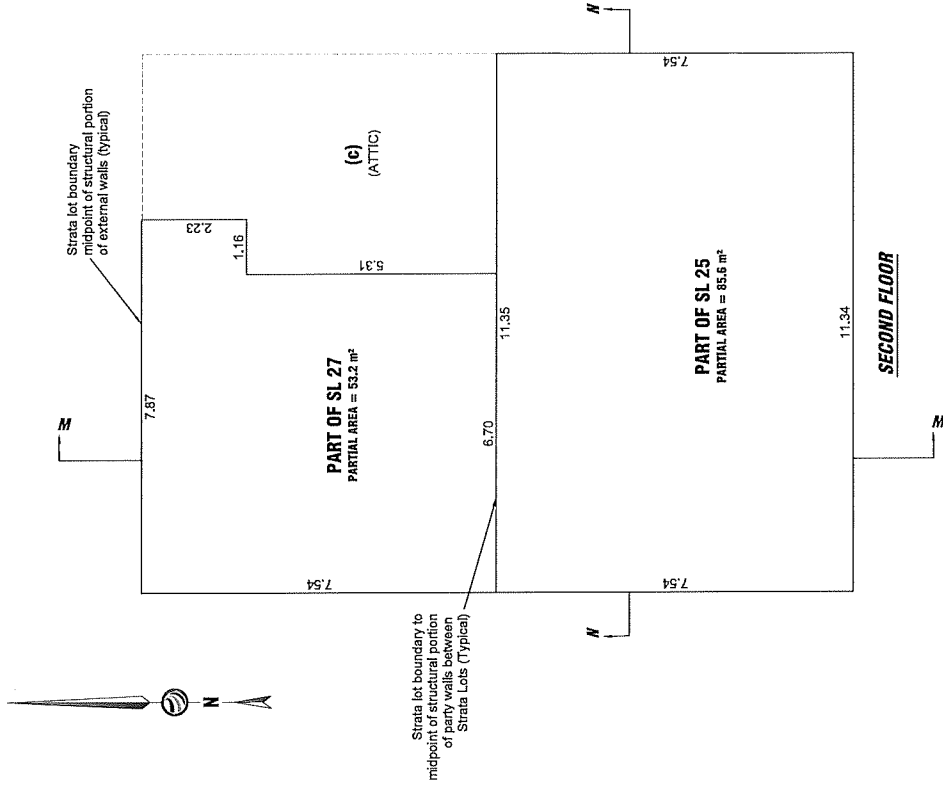 Strata lot boundary
midpoint of structural portion
of external walls (typical)
M
7.87
2.23
1.16
5.31
7.54
(c)
(ATTIC)
PART OF SL 27
PARTIAL AREA = 53.2 m²
N
N
6.70
11.35
Strata lot boundary to
midpoint of structural portion
of party walls between
Strata Lots (Typical)
N
N
7.54
7.54
PART OF SL 25
PARTIAL AREA = 85.6 m²
11.34
M
SECOND FLOOR